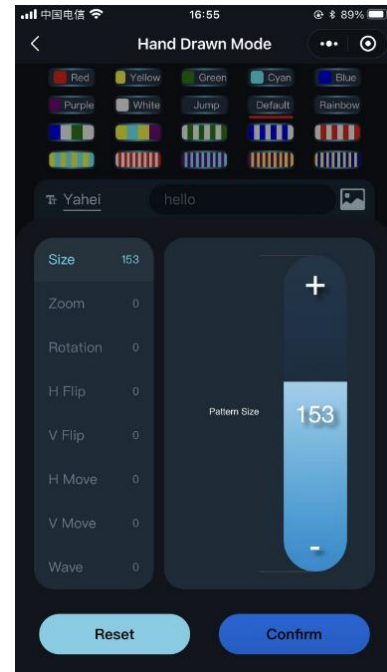 中国电信 16:55 89%
Hand Drawn Mode
Red Yellow Green Cyan Blue
Purple White Jump Default Rainbow
Tr Yahei hello
Size 153
Zoom 0
Rotation 0
H Flip 0
V Flip 0
H Move 0
V Move 0
Wave 0
+
Pattern Size 153
-
Reset Confirm